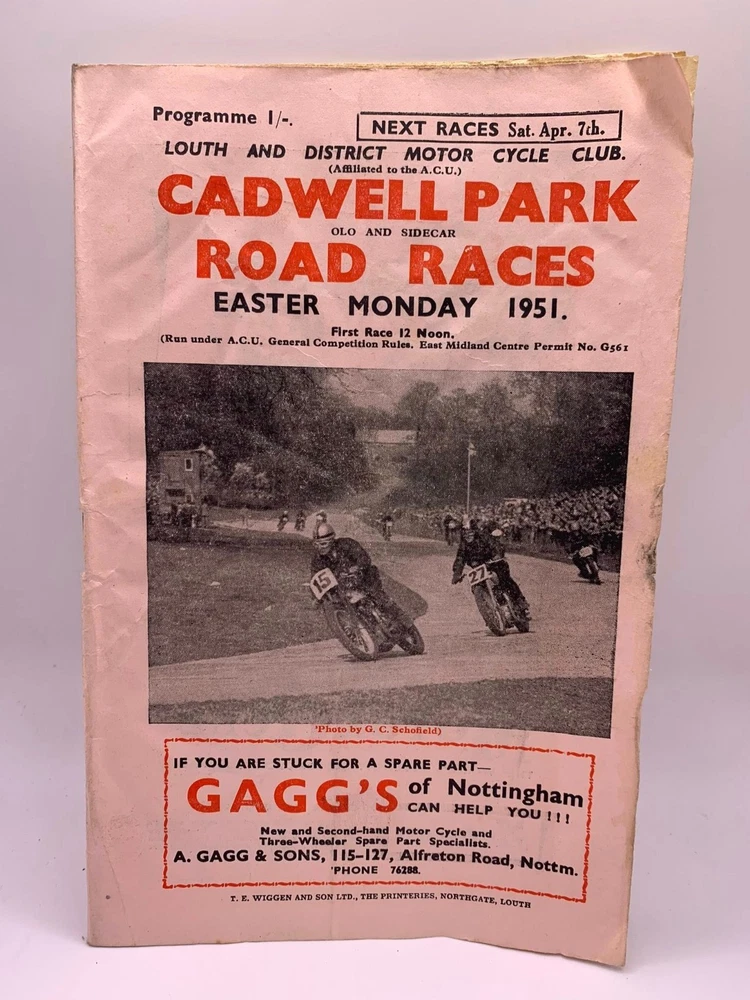 Programme 1/-.
NEXT RACES Sat. Apr. 7th.
LOUTH AND DISTRICT MOTOR CYCLE CLUB.
(Affiliated to the A.C.U.)
CADWELL PARK
OLO AND SIDECAR
ROAD RACES
EASTER MONDAY 1951.
First Race 12 Noon.
(Run under A.C.U. General Competition Rules. East Midland Centre Permit No. G561
15
27
'Photo by G. C. Schofield)
IF YOU ARE STUCK FOR A SPARE PART—
GAGG'S of Nottingham
CAN HELP YOU!!!
New and Second-hand Motor Cycle and
Three-Wheeler Spare Part Specialists.
A. GAGG & SONS, 115-127, Alfreton Road, Nottm.
'PHONE 76288.
T. E. WIGGEN AND SON LTD., THE PRINTERIES, NORTHGATE, LOUTH